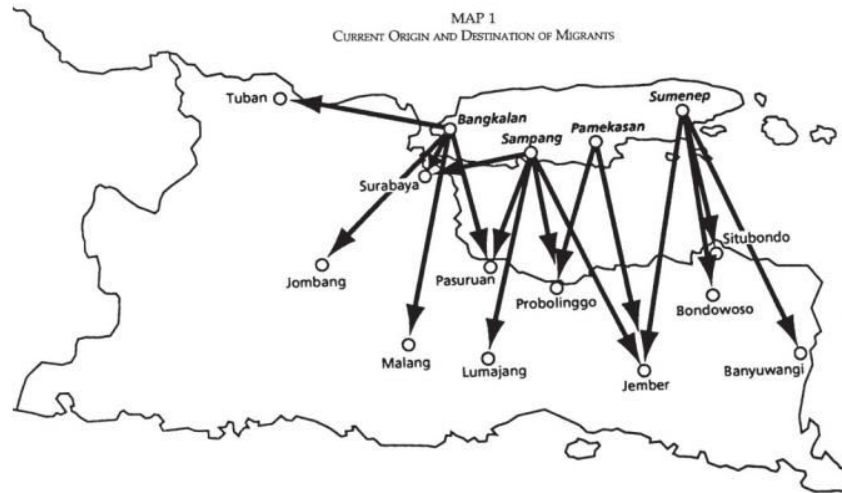 MAP 1
CURRENT ORIGIN AND DESTINATION OF MIGRANTS
Tuban
Bangkalan
Sampang
Pamekasan
Sumenep
Surabaya
Jombang
Pasuruan
Probolinggo
Situbondo
Bondowoso
Malang
Lumajang
Jember
Banyuwangi